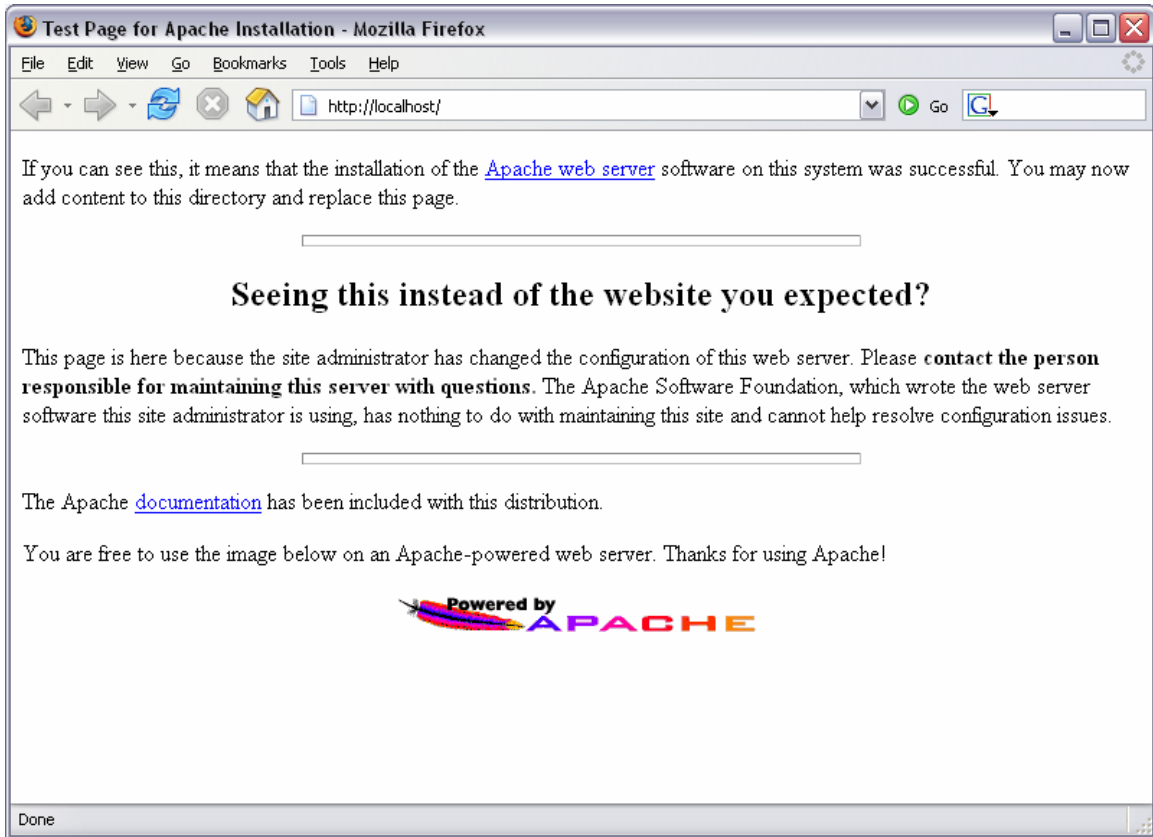 Test Page for Apache Installation - Mozilla Firefox
File Edit View Go Bookmarks Tools Help
http://localhost/ Go G
If you can see this, it means that the installation of the Apache web server software on this system was successful. You may now
add content to this directory and replace this page.
Seeing this instead of the website you expected?
This page is here because the site administrator has changed the configuration of this web server. Please contact the person
responsible for maintaining this server with questions. The Apache Software Foundation, which wrote the web server
software this site administrator is using, has nothing to do with maintaining this site and cannot help resolve configuration issues.
The Apache documentation has been included with this distribution.
You are free to use the image below on an Apache-powered web server. Thanks for using Apache!
Powered by
APACHE
Done